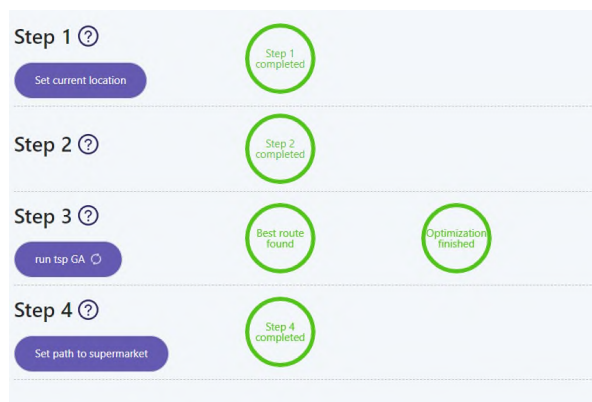 Step 1 ?
Step 1
completed
Set current location
Step 2 ?
Step 2
completed
Step 3 ?
Best route
found
Optimization
finished
run tsp GA
Step 4 ?
Step 4
completed
Set path to supermarket